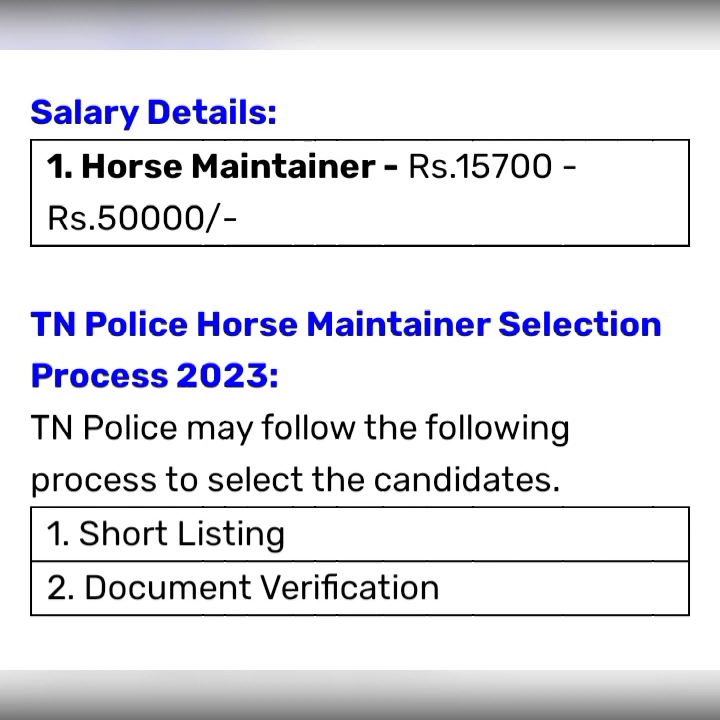 Salary Details:
1. Horse Maintainer - Rs.15700 -
Rs.50000/-
TN Police Horse Maintainer Selection
Process 2023:
TN Police may follow the following
process to select the candidates.
1. Short Listing
2. Document Verification